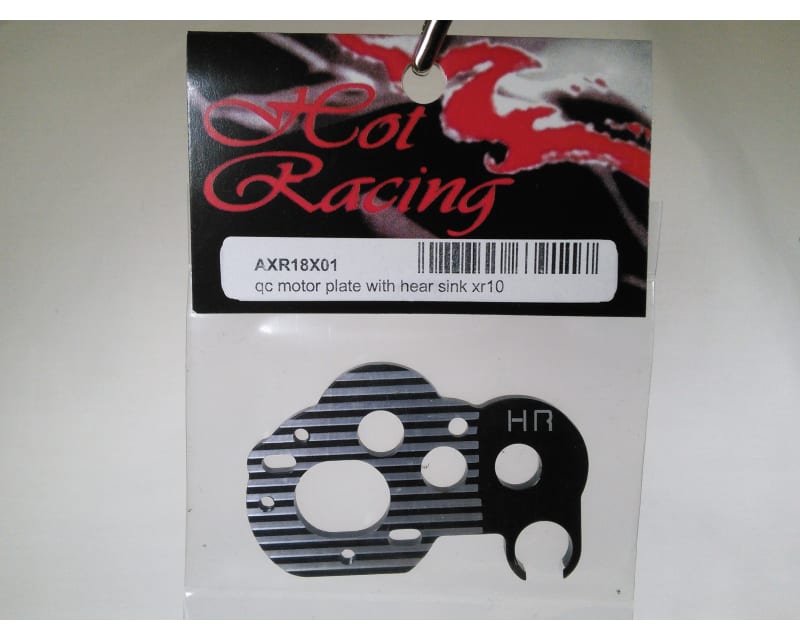 Hot
Racing
AXR18X01
qc motor plate with hear sink xr10
HR